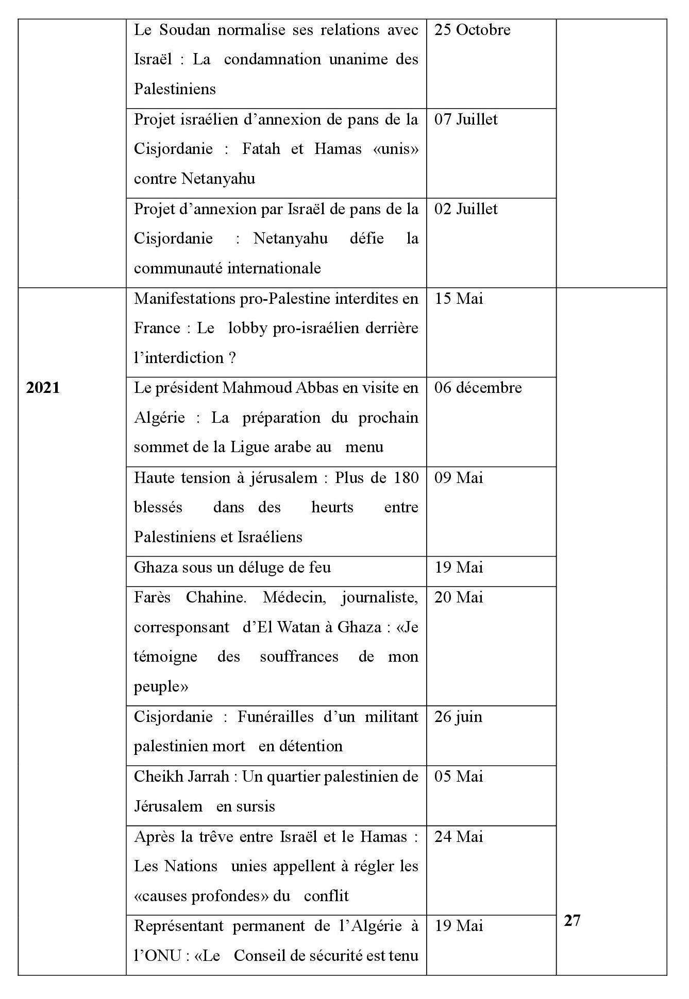 Le Soudan normalise ses relations avec 25 Octobre
Israël : La condamnation unanime des
Palestiniens
Projet israélien d’annexion de pans de la 07 Juillet
Cisjordanie : Fatah et Hamas «unis»
contre Netanyahu
Projet d’annexion par Israël de pans de la 02 Juillet
Cisjordanie : Netanyahu défie la
communauté internationale
Manifestations pro-Palestine interdites en 15 Mai
France : Le lobby pro-israélien derrière
l’interdiction ?
2021 Le président Mahmoud Abbas en visite en 06 décembre
Algérie : La préparation du prochain
sommet de la Ligue arabe au menu
Haute tension à jérusalem : Plus de 180 09 Mai
blessés dans des heurts entre
Palestiniens et Israéliens
Ghaza sous un déluge de feu 19 Mai
Farès Chahine. Médecin, journaliste, 20 Mai
corresponsant d’El Watan à Ghaza : «Je
témoigne des souffrances de mon
peuple»
Cisjordanie : Funérailles d’un militant 26 juin
palestinien mort en détention
Cheikh Jarrah : Un quartier palestinien de 05 Mai
Jérusalem en sursis
Après la trêve entre Israël et le Hamas : 24 Mai
Les Nations unies appellent à régler les
«causes profondes» du conflit
Représentant permanent de l’Algérie à 19 Mai 27
l’ONU : «Le Conseil de sécurité est tenu